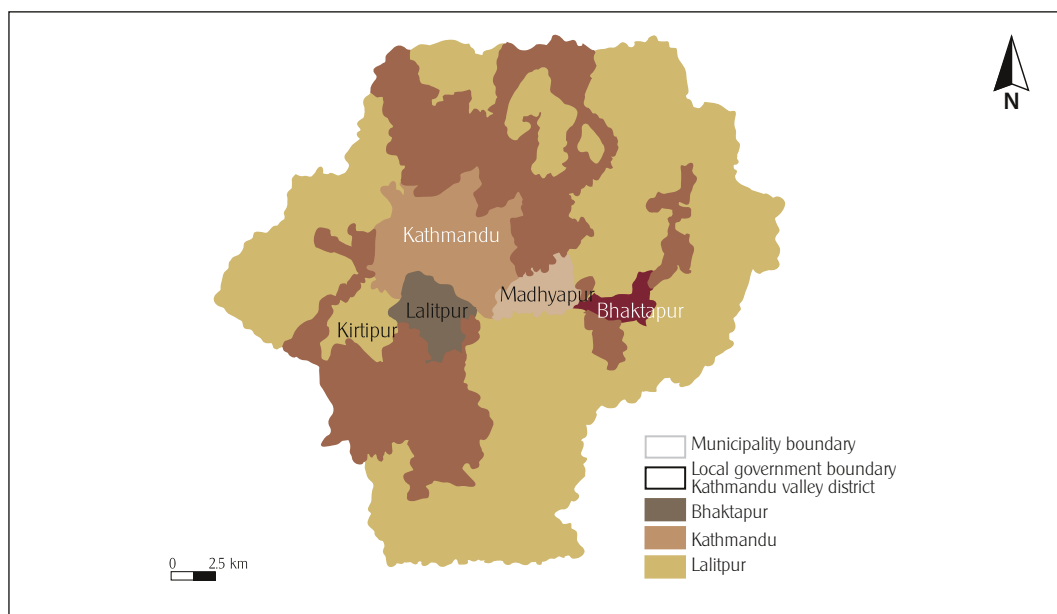 N
Kathmandu
Madhyapur
Lalitpur
Bhaktapur
Kirtipur
Municipality boundary
Local government boundary
Kathmandu valley district
Bhaktapur
Kathmandu
Lalitpur
0 2.5 km